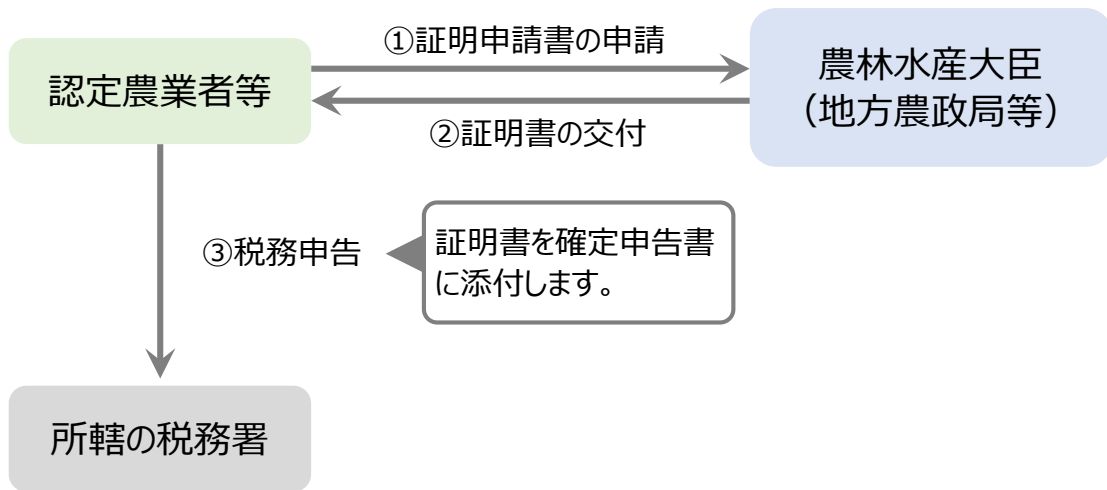 ①証明申請書の申請
認定農業者等
農林水産大臣
（地方農政局等）
②証明書の交付
③税務申告
証明書を確定申告書
に添付します。
所轄の税務署